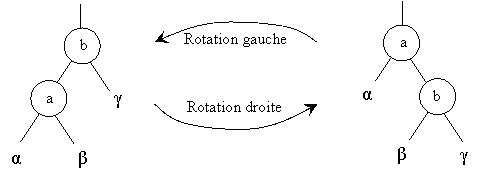 b
a
γ
α
β
Rotation gauche
Rotation droite
a
α
b
β
γ